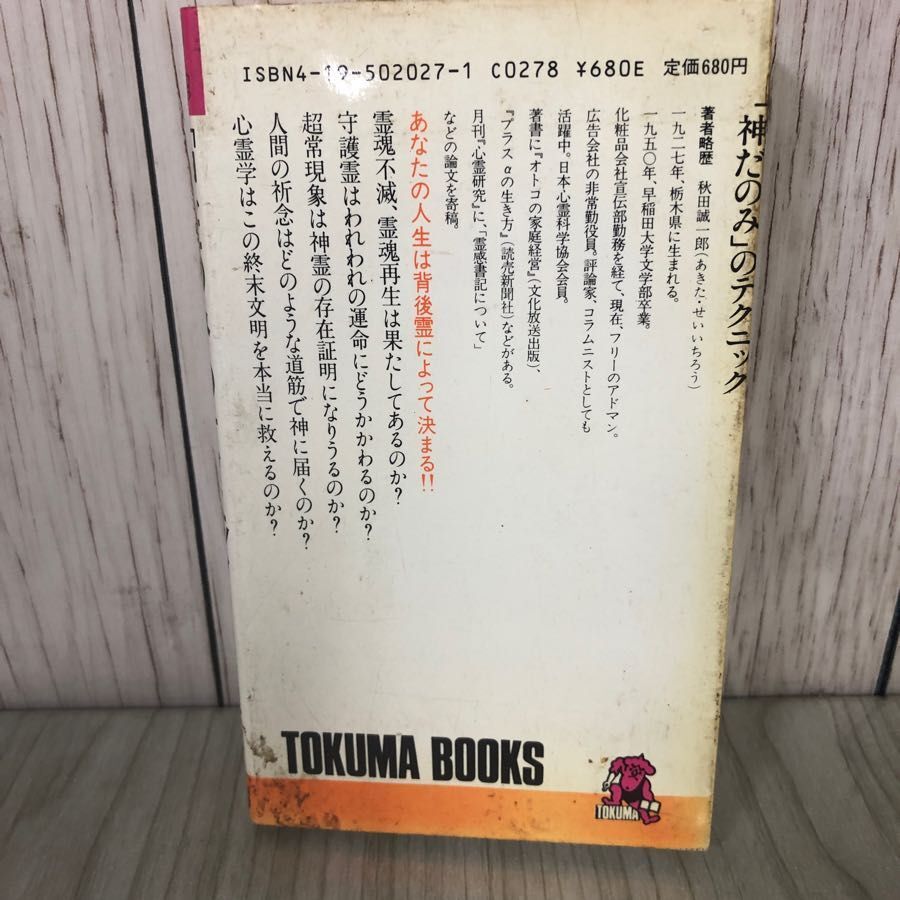 ISBN4-19-502027-1 C0278 ¥680E 定価680円
「神だのみ」のテクニック
著者略歴 秋田誠一郎(あきた・せいいちろう)
一九二七年、栃木県に生まれる。
一九五〇年、早稲田大学文学部卒業。
化粧品会社宣伝部勤務を経て、現在、フリーのアドマン。
広告会社の非常勤役員。評論家、コラムニストとしても
活躍中。日本・心霊科学協会会員。
著書に『オトコの家庭経営』(文化放送出版)、
『プラスαの生き方』(読売新聞社)などがある。
月刊『心霊研究』に、「霊感書記について」
などの論文を寄稿。
あなたの人生は背後霊によって決まる!!
霊魂不滅、霊魂再生は果たしてあるのか?
守護霊はわれわれの運命にどうかかわるのか?
超常現象は神霊の存在証明になりうるのか?
人間の祈念はどのような道筋で神に届くのか?
心霊学はこの終末文明を本当に救えるのか?
TOKUMA BOOKS
TOKUMA